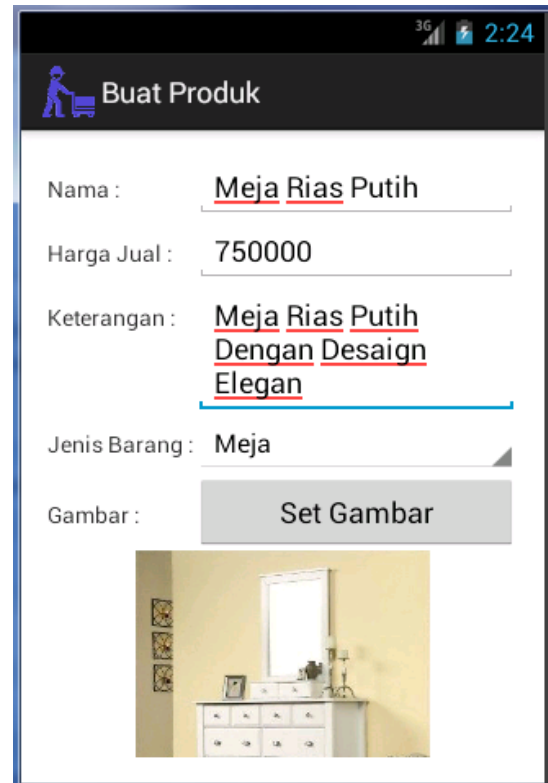 3G 2:24
Buat Produk
Nama : Meja Rias Putih
Harga Jual : 750000
Keterangan : Meja Rias Putih
Dengan Desaign
Elegan
Jenis Barang : Meja
Gambar : Set Gambar